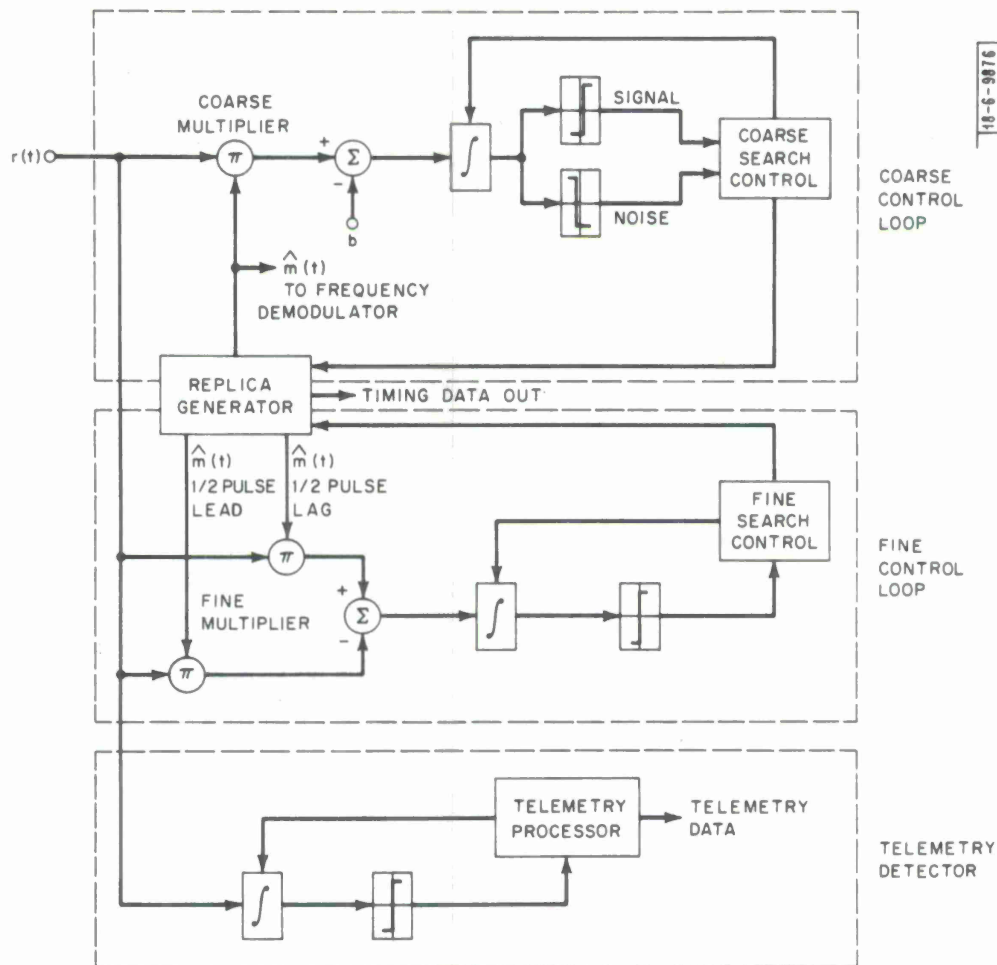 18-6-9876
COARSE
MULTIPLIER
r(t)
π
+
Σ
−
b
∫
SIGNAL
NOISE
COARSE
SEARCH
CONTROL
COARSE
CONTROL
LOOP
m̂(t)
TO FREQUENCY
DEMODULATOR
REPLICA
GENERATOR
TIMING DATA OUT
m̂(t)
1/2 PULSE
LEAD
m̂(t)
1/2 PULSE
LAG
π
FINE
MULTIPLIER
π
+
Σ
−
∫
FINE
SEARCH
CONTROL
FINE
CONTROL
LOOP
TELEMETRY
PROCESSOR
TELEMETRY
DATA
∫
TELEMETRY
DETECTOR